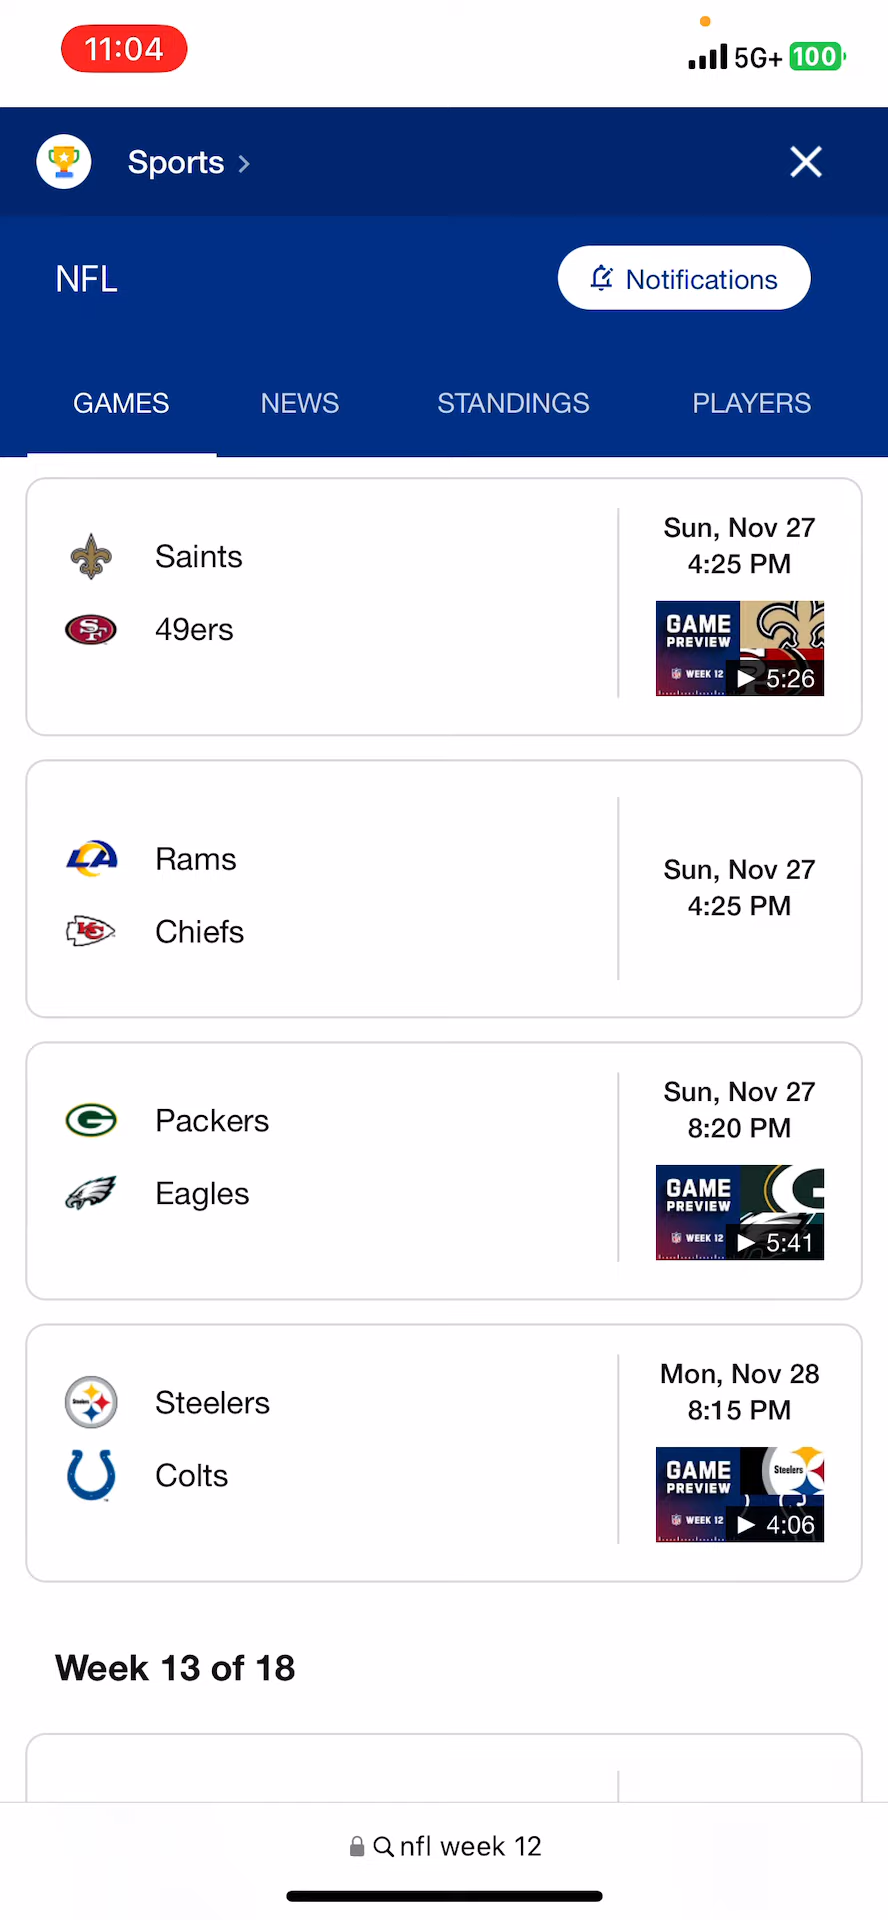 11:04
5G+ 100
Sports >
NFL
Notifications
GAMES NEWS STANDINGS PLAYERS
Saints
49ers
Sun, Nov 27
4:25 PM
GAME
PREVIEW
WEEK 12
5:26
Rams
Chiefs
Sun, Nov 27
4:25 PM
Packers
Eagles
Sun, Nov 27
8:20 PM
GAME
PREVIEW
WEEK 12
5:41
Steelers
Colts
Mon, Nov 28
8:15 PM
GAME
PREVIEW
Steelers
WEEK 12
4:06
Week 13 of 18
nfl week 12